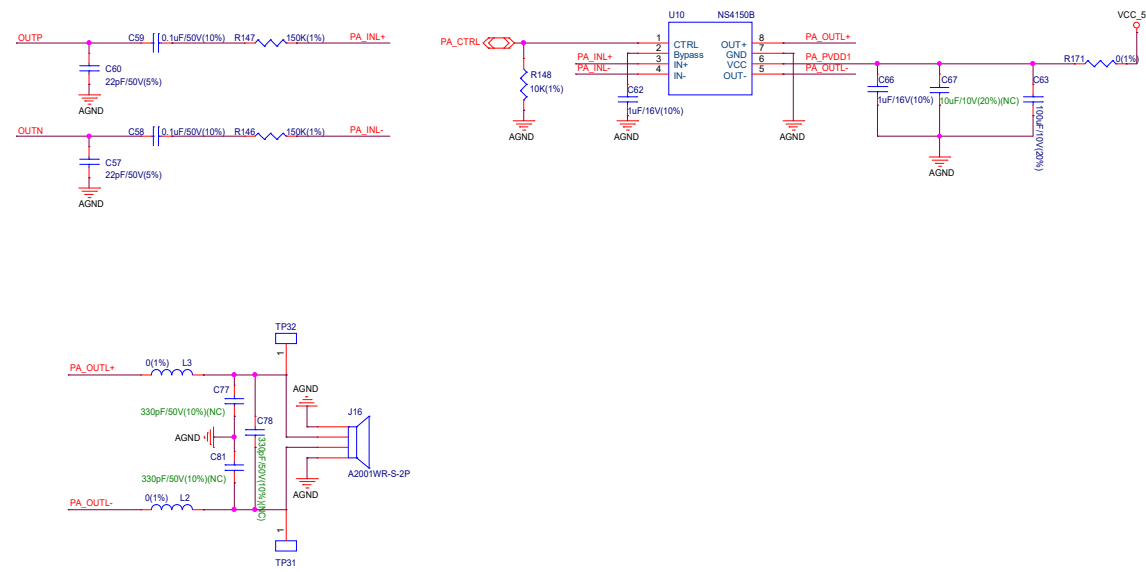 OUTP
C59
0.1uF/50V(10%)
R147
150K(1%)
PA_INL+
C60
22pF/50V(5%)
AGND
OUTN
C58
0.1uF/50V(10%)
R146
150K(1%)
PA_INL-
C57
22pF/50V(5%)
AGND
PA_CTRL
R148
10K(1%)
AGND
U10
NS4150B
1
CTRL
2
Bypass
PA_INL+
3
IN+
PA_INL-
4
IN-
OUT+
8
PA_OUTL+
GND
7
VCC
6
PA_PVDD1
OUT-
5
PA_OUTL-
C62
1uF/16V(10%)
AGND
AGND
C66
1uF/16V(10%)
C67
10uF/10V(20%)(NC)
C63
100uF/10V(20%)
AGND
R171
0(1%)
VCC_5
TP32
1
PA_OUTL+
0(1%)
L3
C77
330pF/50V(10%)(NC)
AGND
C78
330pF/50V(10%)(NC)
C81
330pF/50V(10%)(NC)
AGND
J16
A2001WR-S-2P
AGND
PA_OUTL-
0(1%)
L2
1
TP31